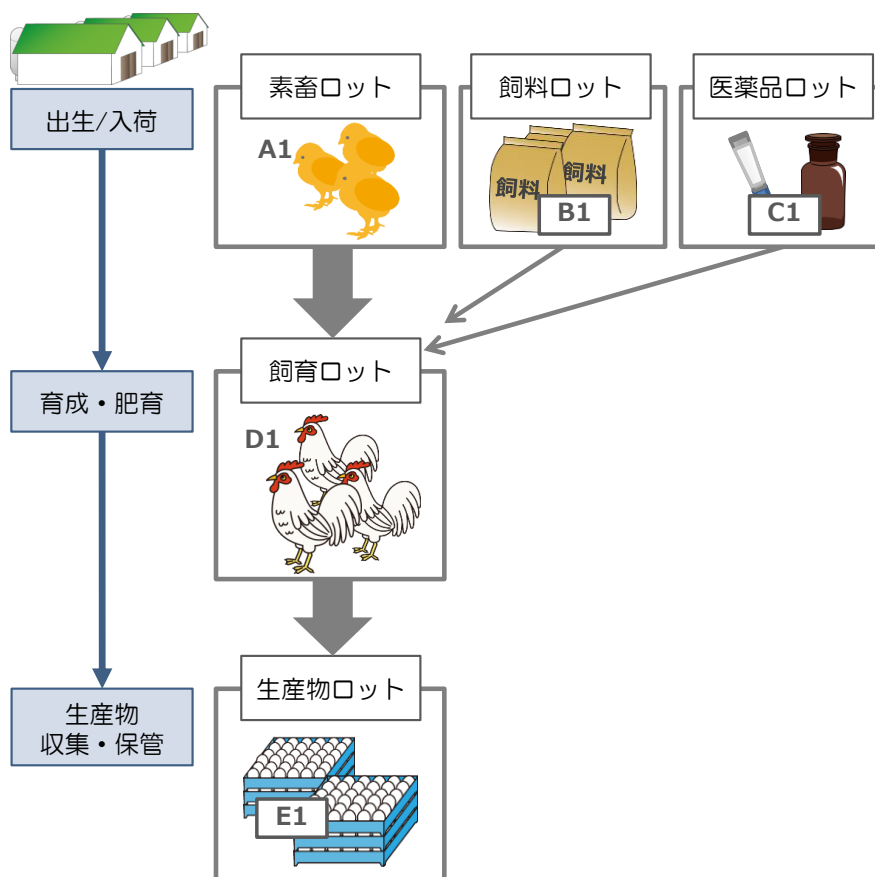 出生/入荷
素畜ロット
飼料ロット
医薬品ロット
A1
飼料
飼料
B1
C1
育成・肥育
飼育ロット
D1
生産物
収集・保管
生産物ロット
E1